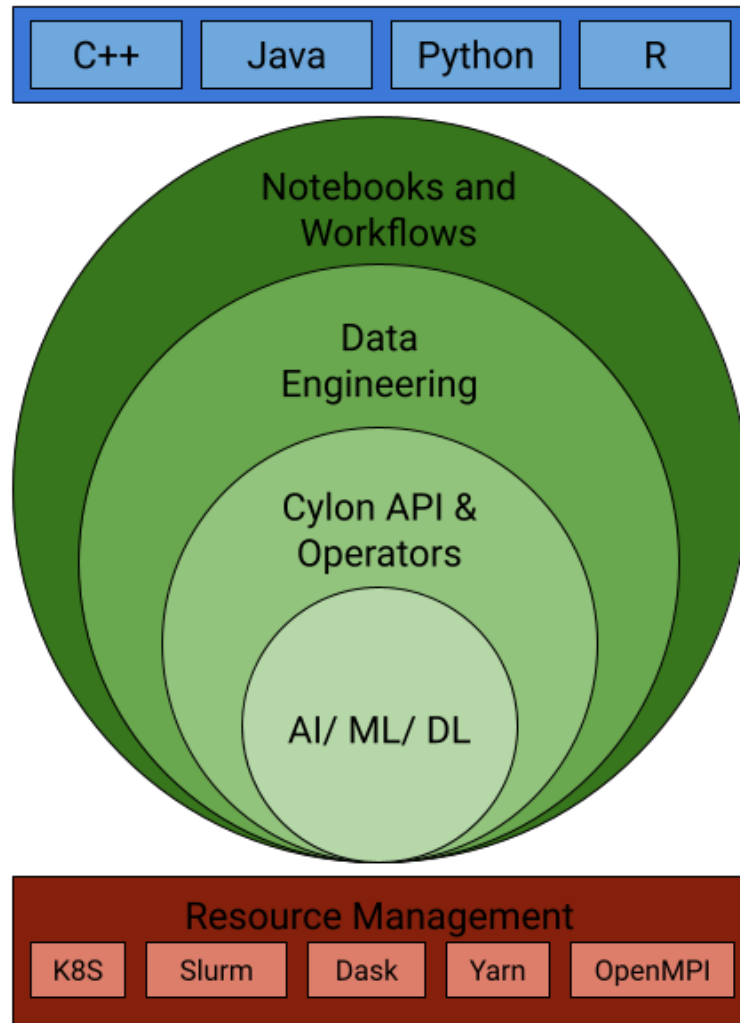 C++ Java Python R
Notebooks and
Workflows
Data
Engineering
Cylon API &
Operators
AI/ ML/ DL
Resource Management
K8S Slurm Dask Yarn OpenMPI